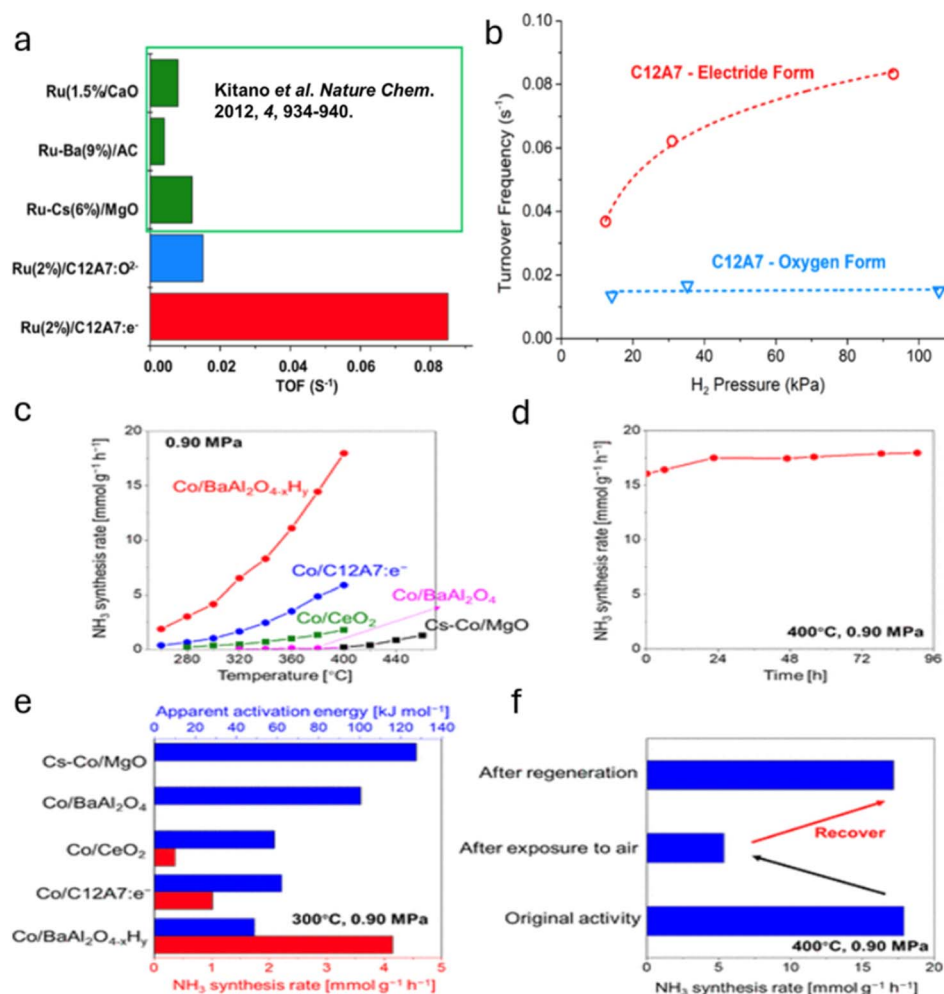 a
Ru(1.5%/CaO
Ru-Ba(9%)/AC
Ru-Cs(6%)/MgO
Ru(2%)/C12A7:O²⁻
Ru(2%)/C12A7:e⁻
Kitano et al. Nature Chem.
2012, 4, 934-940.
0.00 0.02 0.04 0.06 0.08
TOF (S⁻¹)
b
Turnover Frequency (s⁻¹)
0.10
0.08
0.06
0.04
0.02
0.00
C12A7 - Electride Form
C12A7 - Oxygen Form
0 20 40 60 80 100
H₂ Pressure (kPa)
c
NH₃ synthesis rate [mmol g⁻¹ h⁻¹]
20
15
10
5
0
0.90 MPa
Co/BaAl₂O₄₋ₓHᵧ
Co/C12A7:e⁻
Co/BaAl₂O₄
Co/CeO₂
Cs-Co/MgO
280 320 360 400 440
Temperature [°C]
d
NH₃ synthesis rate [mmol g⁻¹ h⁻¹]
20
15
10
5
0
400°C, 0.90 MPa
0 24 48 72 96
Time [h]
e
Apparent activation energy [kJ mol⁻¹]
0 20 40 60 80 100 120 140
Cs-Co/MgO
Co/BaAl₂O₄
Co/CeO₂
Co/C12A7:e⁻
Co/BaAl₂O₄₋ₓHᵧ
300°C, 0.90 MPa
0 1 2 3 4 5
NH₃ synthesis rate [mmol g⁻¹ h⁻¹]
f
After regeneration
After exposure to air
Original activity
Recover
400°C, 0.90 MPa
0 5 10 15 20
NH₃ synthesis rate [mmol g⁻¹ h⁻¹]